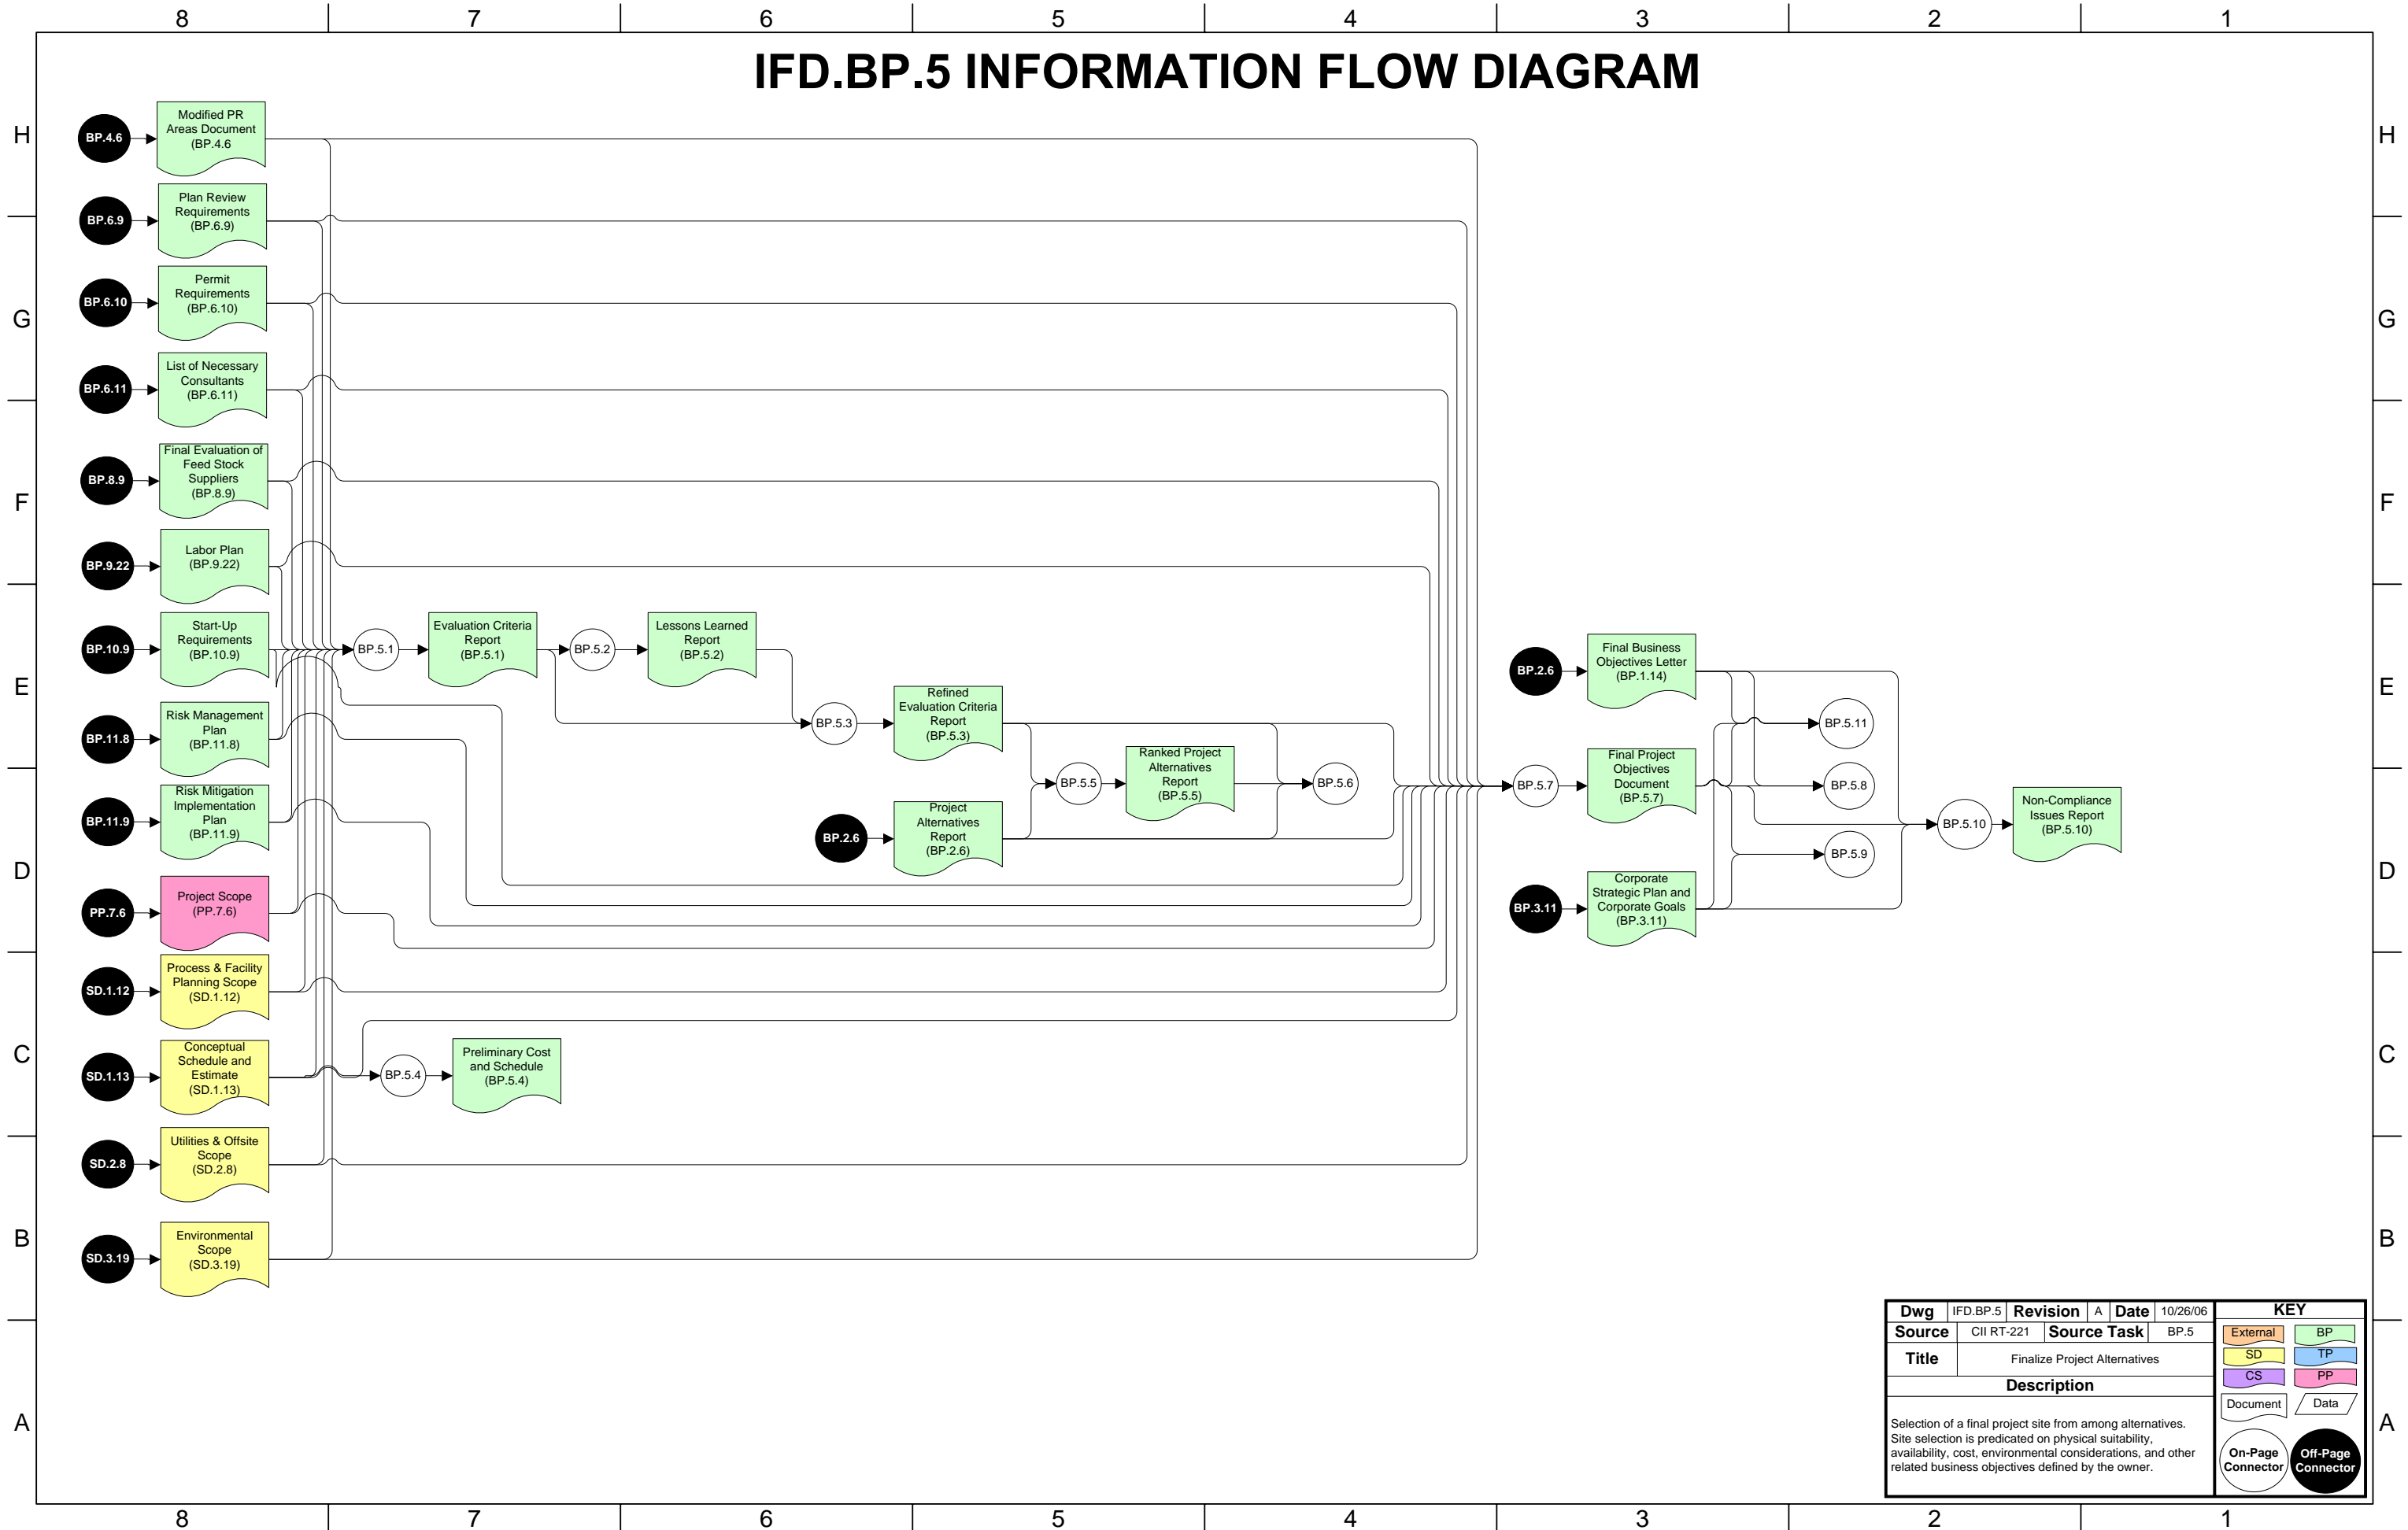 8 7 6 5 4 3 2 1
IFD.BP.5 INFORMATION FLOW DIAGRAM
H
H
G
G
F
F
E
E
D
D
C
C
B
B
A
A
BP.4.6
Modified PR
Areas Document
(BP.4.6
BP.6.9
Plan Review
Requirements
(BP.6.9)
BP.6.10
Permit
Requirements
(BP.6.10)
BP.6.11
List of Necessary
Consultants
(BP.6.11)
BP.8.9
Final Evaluation of
Feed Stock
Suppliers
(BP.8.9)
BP.9.22
Labor Plan
(BP.9.22)
BP.10.9
Start-Up
Requirements
(BP.10.9)
BP.11.8
Risk Management
Plan
(BP.11.8)
BP.11.9
Risk Mitigation
Implementation
Plan
(BP.11.9)
PP.7.6
Project Scope
(PP.7.6)
SD.1.12
Process & Facility
Planning Scope
(SD.1.12)
SD.1.13
Conceptual
Schedule and
Estimate
(SD.1.13)
SD.2.8
Utilities & Offsite
Scope
(SD.2.8)
SD.3.19
Environmental
Scope
(SD.3.19)
BP.5.1
Evaluation Criteria
Report
(BP.5.1)
BP.5.2
Lessons Learned
Report
(BP.5.2)
BP.5.3
Refined
Evaluation Criteria
Report
(BP.5.3)
BP.2.6
Project
Alternatives
Report
(BP.2.6)
BP.5.5
Ranked Project
Alternatives
Report
(BP.5.5)
BP.5.6
BP.5.4
Preliminary Cost
and Schedule
(BP.5.4)
BP.2.6
Final Business
Objectives Letter
(BP.1.14)
BP.5.7
Final Project
Objectives
Document
(BP.5.7)
BP.3.11
Corporate
Strategic Plan and
Corporate Goals
(BP.3.11)
BP.5.11
BP.5.8
BP.5.9
BP.5.10
Non-Compliance
Issues Report
(BP.5.10)
Dwg IFD.BP.5 Revision A Date 10/26/06
Source CII RT-221 Source Task BP.5
Title Finalize Project Alternatives
Description
Selection of a final project site from among alternatives.
Site selection is predicated on physical suitability,
availability, cost, environmental considerations, and other
related business objectives defined by the owner.
KEY
External BP
SD TP
CS PP
Document Data
On-Page
Connector
Off-Page
Connector
8 7 6 5 4 3 2 1